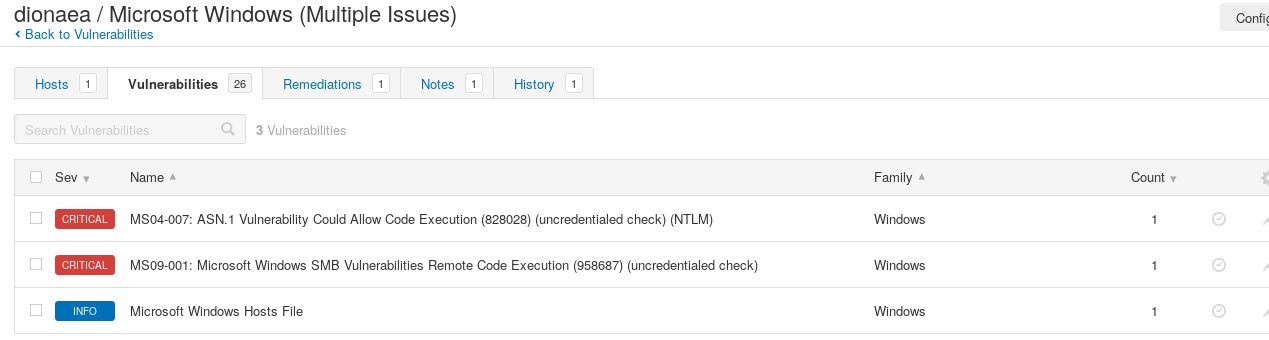 dionaea / Microsoft Windows (Multiple Issues)
Back to Vulnerabilities
Hosts 1 Vulnerabilities 26 Remediations 1 Notes 1 History 1
Search Vulnerabilities 3 Vulnerabilities
Sev Name Family Count
CRITICAL MS04-007: ASN.1 Vulnerability Could Allow Code Execution (828028) (uncredentialed check) (NTLM) Windows 1
CRITICAL MS09-001: Microsoft Windows SMB Vulnerabilities Remote Code Execution (958687) (uncredentialed check) Windows 1
INFO Microsoft Windows Hosts File Windows 1